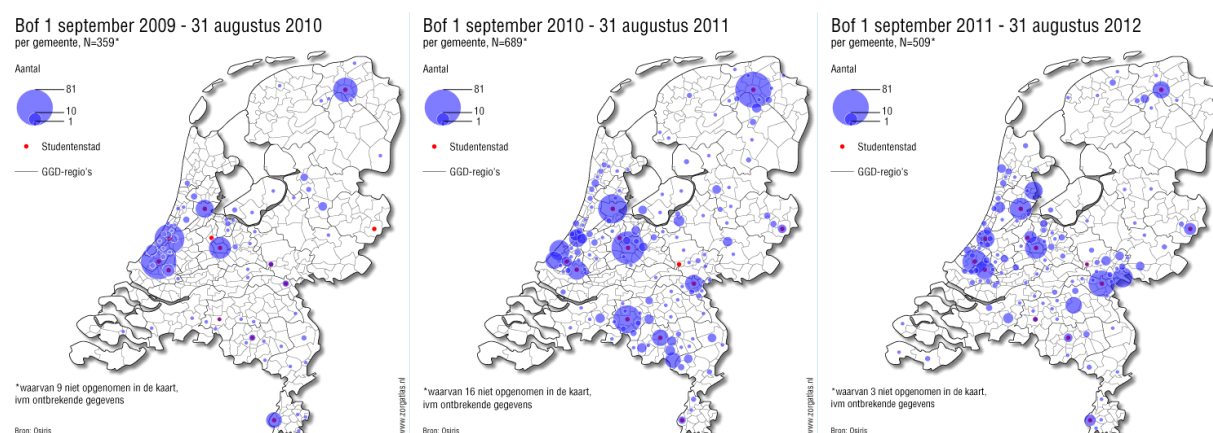 Bof 1 september 2009 - 31 augustus 2010
per gemeente, N=359*
Aantal
81
10
1
Studentenstad
GGD-regio's
*waarvan 9 niet opgenomen in de kaart,
ivm ontbrekende gegevens
Bron: Osiris
www.zorgatlas.nl
Bof 1 september 2010 - 31 augustus 2011
per gemeente, N=689*
Aantal
81
10
1
Studentenstad
GGD-regio's
*waarvan 16 niet opgenomen in de kaart,
ivm ontbrekende gegevens
Bron: Osiris
www.zorgatlas.nl
Bof 1 september 2011 - 31 augustus 2012
per gemeente, N=509*
Aantal
81
10
1
Studentenstad
GGD-regio's
*waarvan 3 niet opgenomen in de kaart,
ivm ontbrekende gegevens
Bron: Osiris